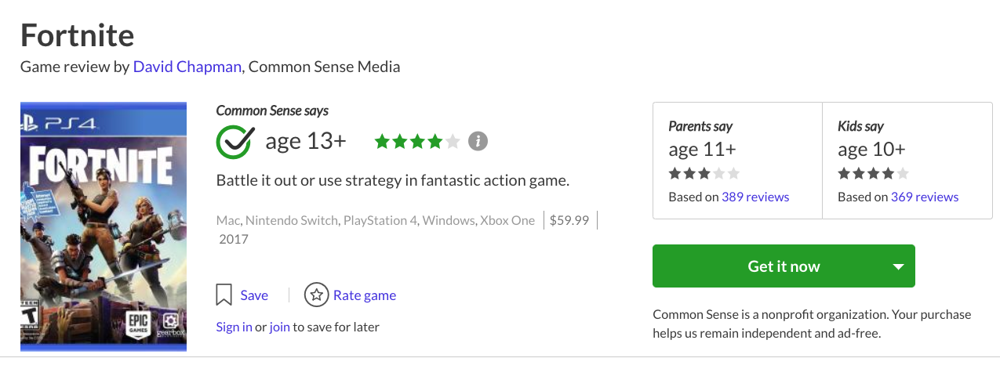 Fortnite
Game review by David Chapman, Common Sense Media
PS4
FORTNITE
TEEN
T
EPIC
GAMES
gearbox
Common Sense says
age 13+
i
Battle it out or use strategy in fantastic action game.
Mac, Nintendo Switch, PlayStation 4, Windows, Xbox One | $59.99 |
2017
Save | Rate game
Sign in or join to save for later
Parents say
age 11+
Based on 389 reviews
Kids say
age 10+
Based on 369 reviews
Get it now
Common Sense is a nonprofit organization. Your purchase
helps us remain independent and ad-free.